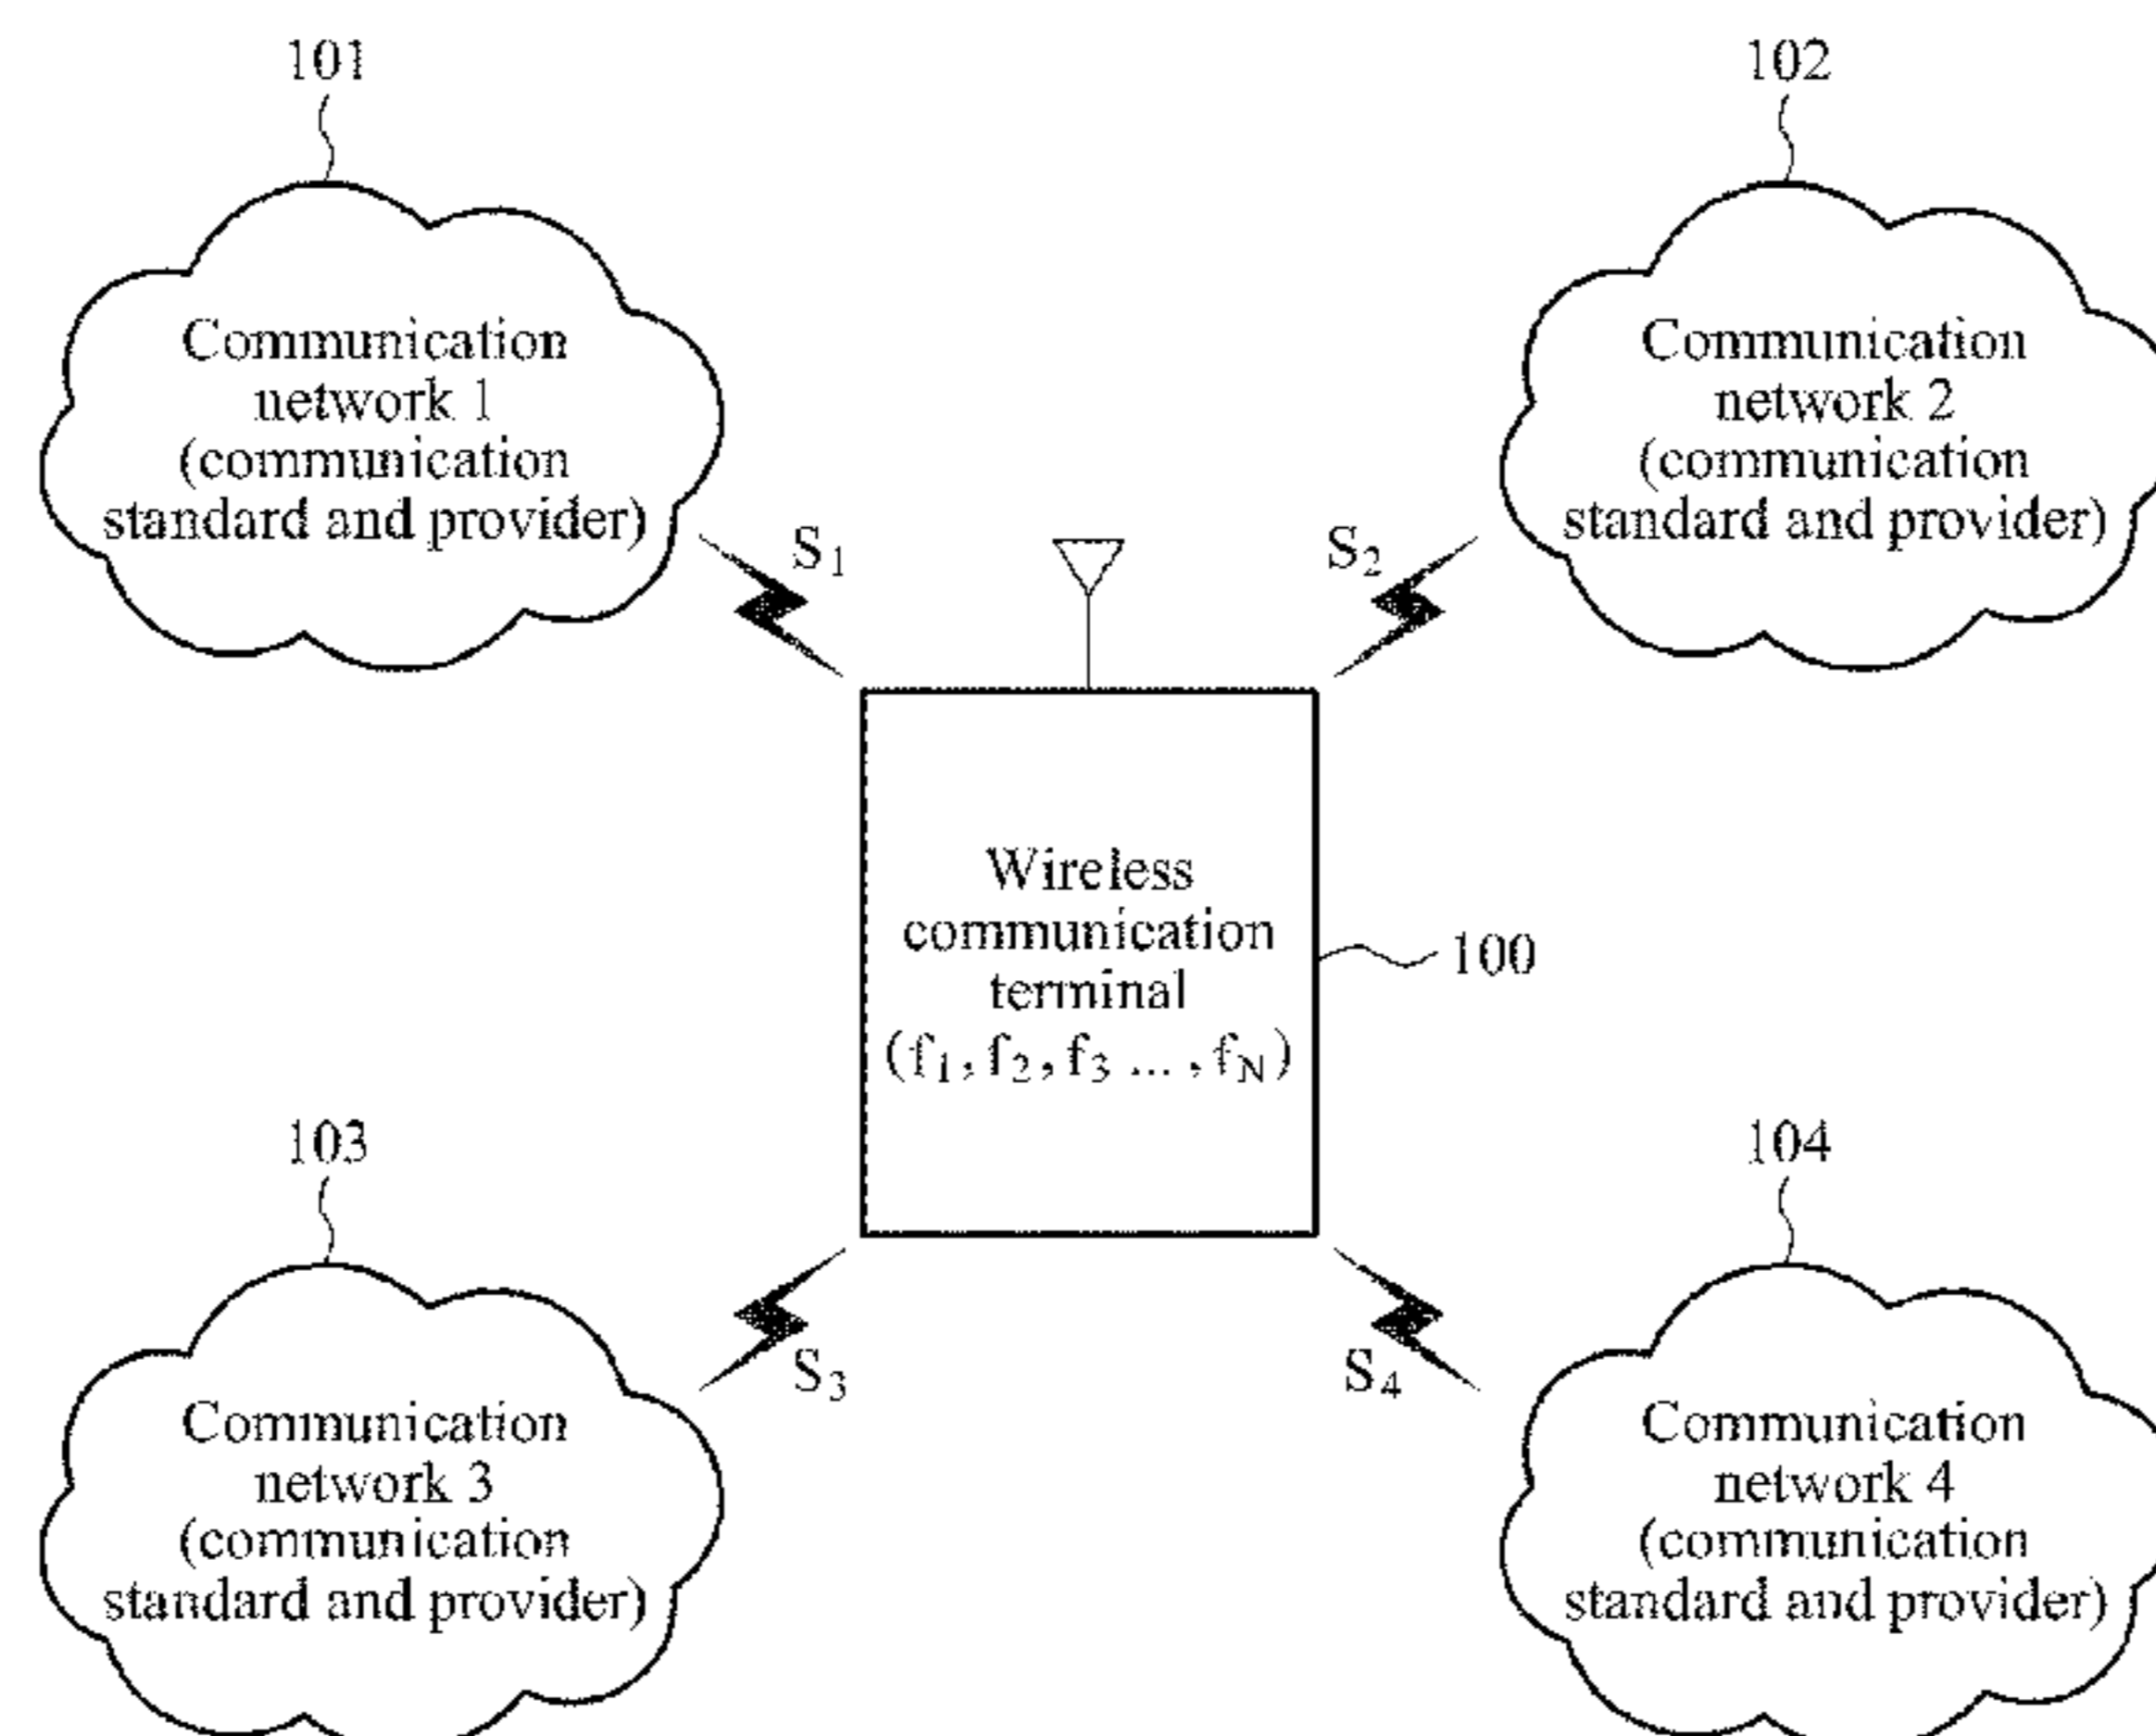 101
102
Communication
network 1
(communication
standard and provider)
Communication
network 2
(communication
standard and provider)
S₁
S₂
Wireless
communication
terminal
(f₁, f₂, f₃ ... , f_N)
100
103
104
S₃
S₄
Communication
network 3
(communication
standard and provider)
Communication
network 4
(communication
standard and provider)